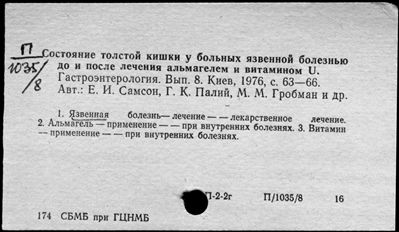 П
1035/8
Состояние толстой кишки у больных язвенной болезнью
до и после лечения альмагелем и витамином U.
Гастроэнтерология. Вып. 8. Киев, 1976, с. 63—66.
Авт.: Е. И. Самсон, Г. К. Палий, М. М. Гробман и др.
1. Язвенная болезнь— лечение— — лекарственное лечение.
2. Альмагель — применение — — при внутренних болезнях. 3. Витамин
— применение — — при внутренних болезнях.
П-2-2г П/1035/8 16
174 СБМБ при ГЦНМБ